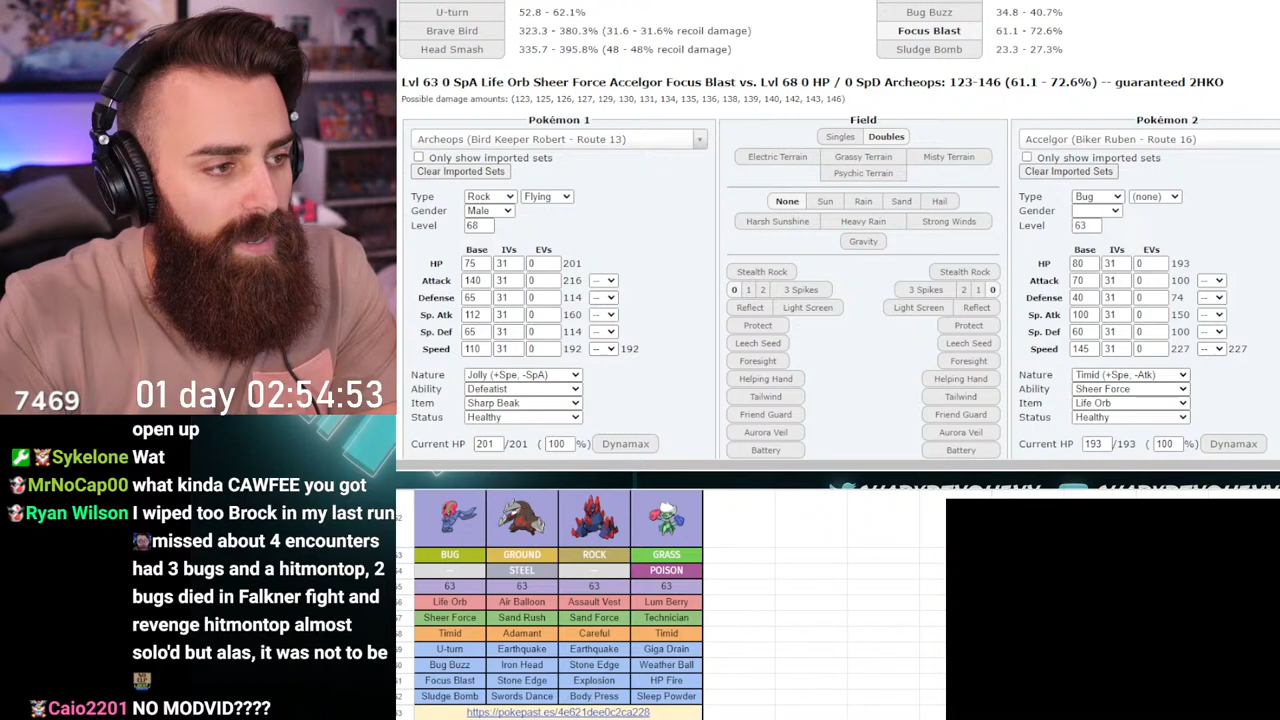 U-turn 52.8 - 62.1%
Brave Bird 323.3 - 380.3% (31.6 - 31.6% recoil damage)
Head Smash 335.7 - 395.8% (48 - 48% recoil damage)
Bug Buzz 34.8 - 40.7%
Focus Blast 61.1 - 72.6%
Sludge Bomb 23.3 - 27.3%
Lvl 63 0 SpA Life Orb Sheer Force Accelgor Focus Blast vs. Lvl 68 0 HP / 0 SpD Archeops: 123-146 (61.1 - 72.6%) -- guaranteed 2HKO
Possible damage amounts: (123, 125, 126, 127, 129, 130, 131, 134, 135, 136, 138, 139, 140, 142, 143, 146)
Pokémon 1
Archeops (Bird Keeper Robert - Route 13)
Only show imported sets
Clear Imported Sets
Type Rock Flying
Gender Male
Level 68
Base IVs EVs
HP 75 31 0 201
Attack 140 31 0 216 --
Defense 65 31 0 114 --
Sp. Atk 112 31 0 160 --
Sp. Def 65 31 0 114 --
Speed 110 31 0 192 -- 192
Nature Jolly (+Spe, -SpA)
Ability Defeatist
Item Sharp Beak
Status Healthy
Current HP 201 /201 ( 100 %) Dynamax
Field
Singles Doubles
Electric Terrain Grassy Terrain Misty Terrain
Psychic Terrain
None Sun Rain Sand Hail
Harsh Sunshine Heavy Rain Strong Winds
Gravity
Stealth Rock Stealth Rock
0 1 2 3 Spikes 3 Spikes 2 1 0
Reflect Light Screen Light Screen Reflect
Protect Protect
Leech Seed Leech Seed
Foresight Foresight
Helping Hand Helping Hand
Tailwind Tailwind
Friend Guard Friend Guard
Aurora Veil Aurora Veil
Battery Battery
Pokémon 2
Accelgor (Biker Ruben - Route 16)
Only show imported sets
Clear Imported Sets
Type Bug (none)
Gender
Level 63
Base IVs EVs
HP 80 31 0 193
Attack 70 31 0 100 --
Defense 40 31 0 74 --
Sp. Atk 100 31 0 150 --
Sp. Def 60 31 0 100 --
Speed 145 31 0 227 -- 227
Nature Timid (+Spe, -Atk)
Ability Sheer Force
Item Life Orb
Status Healthy
Current HP 193 /193 ( 100 %) Dynamax
7469
01 day 02:54:53
open up
Sykelone Wat
MrNoCap00 what kinda CAWFEE you got
Ryan Wilson I wiped too Brock in my last run
missed about 4 encounters
had 3 bugs and a hitmontop, 2
bugs died in Falkner fight and
revenge hitmontop almost
solo'd but alas, it was not to be
Caio2201 NO MODVID????
BUG GROUND ROCK GRASS
-- STEEL -- POISON
63 63 63 63
Life Orb Air Balloon Assault Vest Lum Berry
Sheer Force Sand Rush Sand Force Technician
Timid Adamant Careful Timid
U-turn Earthquake Earthquake Giga Drain
Bug Buzz Iron Head Stone Edge Weather Ball
Focus Blast Stone Edge Explosion HP Fire
Sludge Bomb Swords Dance Body Press Sleep Powder
https://pokepast.es/4e621dee0c2ca228